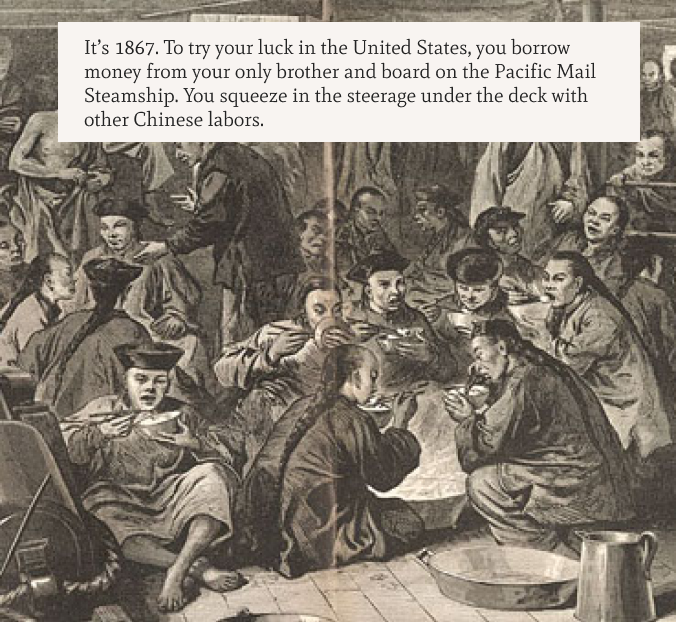 It’s 1867. To try your luck in the United States, you borrow
money from your only brother and board on the Pacific Mail
Steamship. You squeeze in the steerage under the deck with
other Chinese labors.